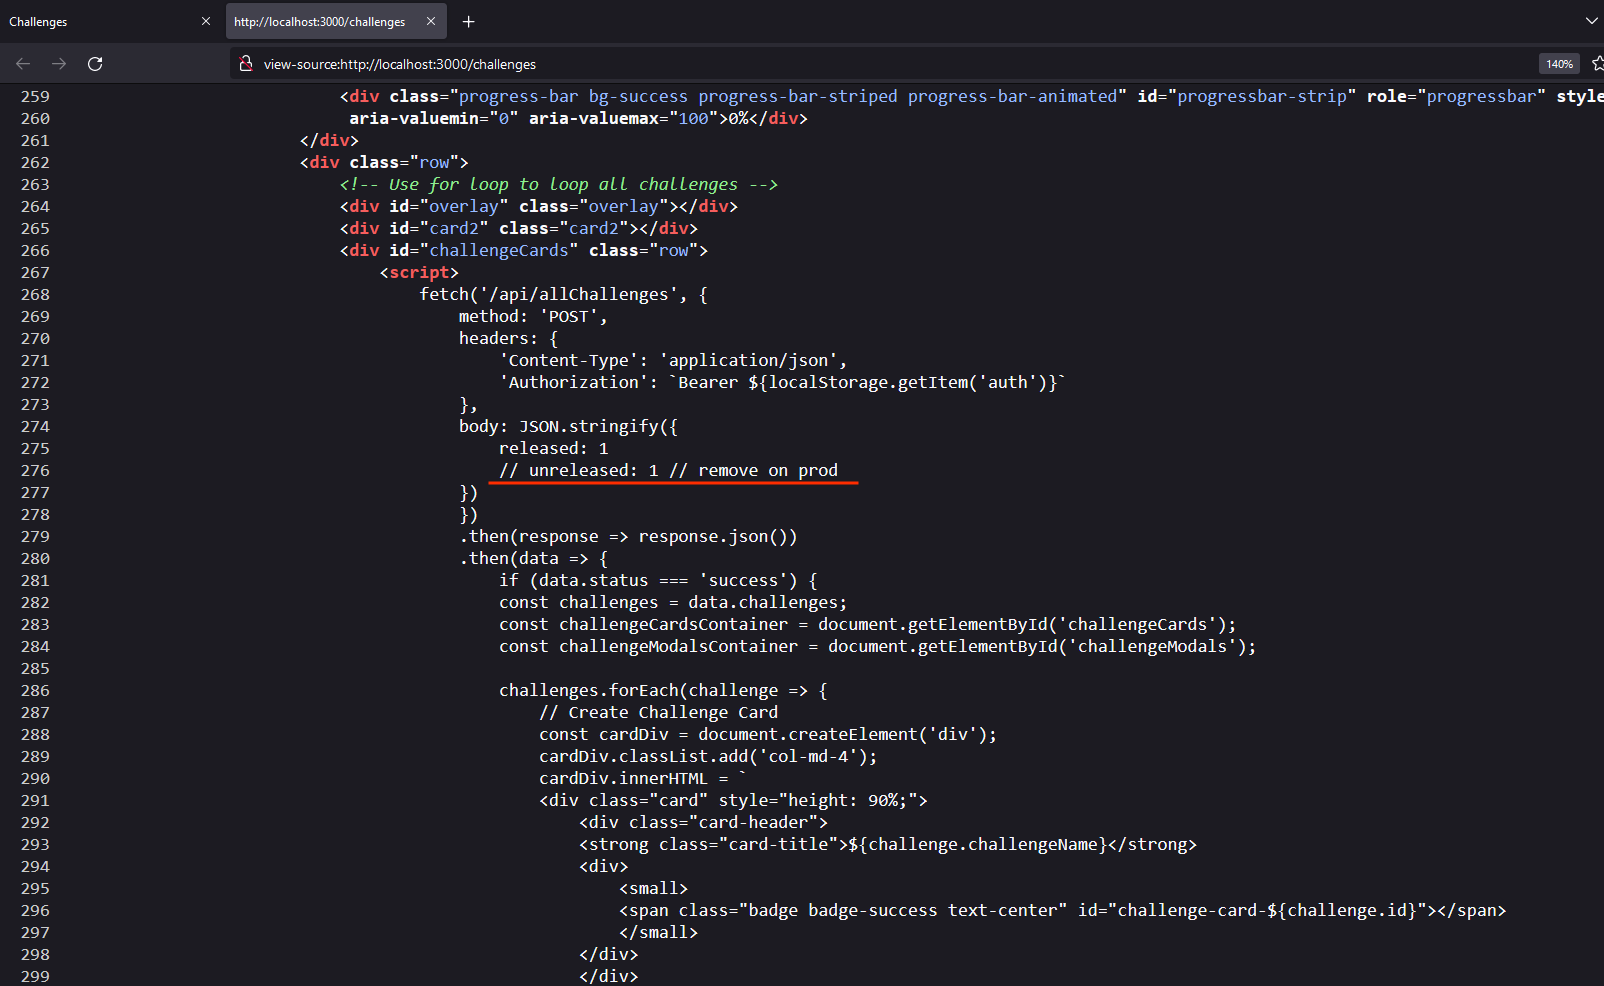 Challenges
http://localhost:3000/challenges
view-source:http://localhost:3000/challenges
140%
259 <div class="progress-bar bg-success progress-bar-striped progress-bar-animated" id="progressbar-strip" role="progressbar" style
260 aria-valuemin="0" aria-valuemax="100">0%</div>
261 </div>
262 <div class="row">
263 <!-- Use for loop to loop all challenges -->
264 <div id="overlay" class="overlay"></div>
265 <div id="card2" class="card2"></div>
266 <div id="challengeCards" class="row">
267 <script>
268 fetch('/api/allChallenges', {
269 method: 'POST',
270 headers: {
271 'Content-Type': 'application/json',
272 'Authorization': `Bearer ${localStorage.getItem('auth')}`
273 },
274 body: JSON.stringify({
275 released: 1
276 // unreleased: 1 // remove on prod
277 })
278 })
279 .then(response => response.json())
280 .then(data => {
281 if (data.status === 'success') {
282 const challenges = data.challenges;
283 const challengeCardsContainer = document.getElementById('challengeCards');
284 const challengeModalsContainer = document.getElementById('challengeModals');
285
286 challenges.forEach(challenge => {
287 // Create Challenge Card
288 const cardDiv = document.createElement('div');
289 cardDiv.classList.add('col-md-4');
290 cardDiv.innerHTML = `
291 <div class="card" style="height: 90%;">
292 <div class="card-header">
293 <strong class="card-title">${challenge.challengeName}</strong>
294 <div>
295 <small>
296 <span class="badge badge-success text-center" id="challenge-card-${challenge.id}"></span>
297 </small>
298 </div>
299 </div>